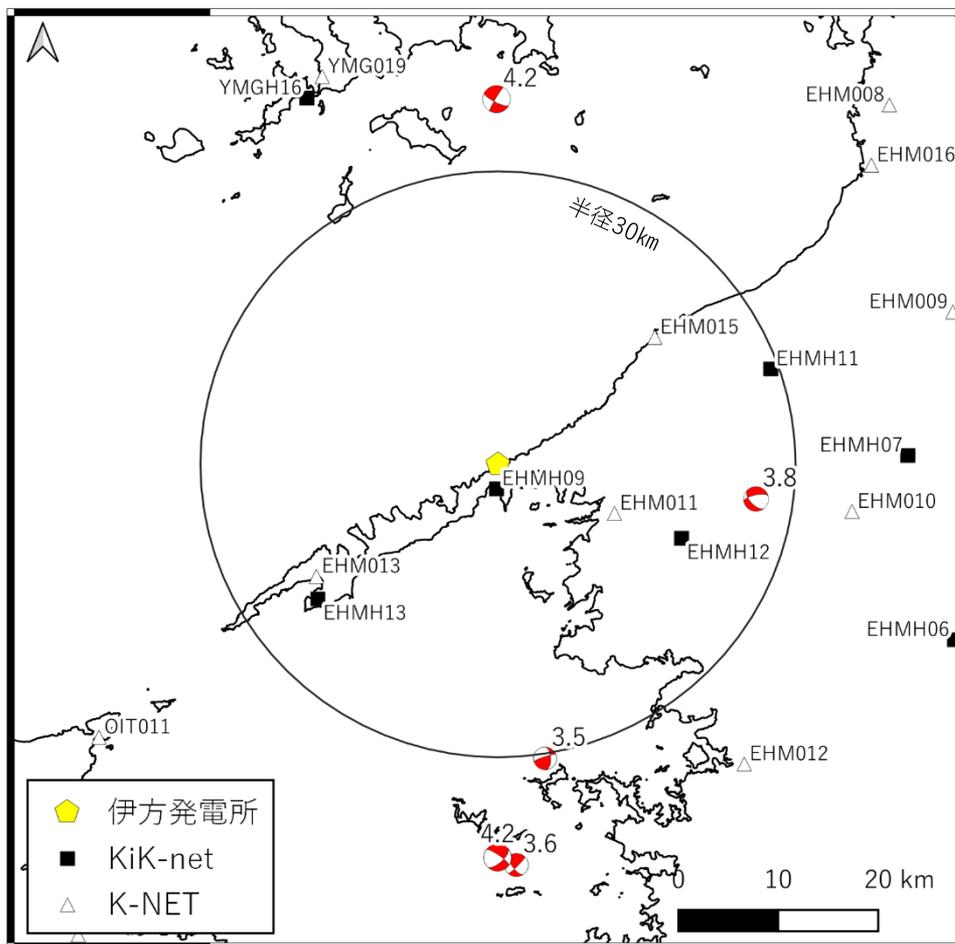 YMG019
YMGH16
4.2
EHM008
EHM016
半径30㎞
EHM009
EHM015
EHMH11
EHMH07
EHMH09
3.8
EHM011
EHM010
EHMH12
EHM013
EHMH13
EHMH06
OIT011
3.5
EHM012
伊方発電所
4.2
3.6
KiK-net
0 10 20 km
K-NET